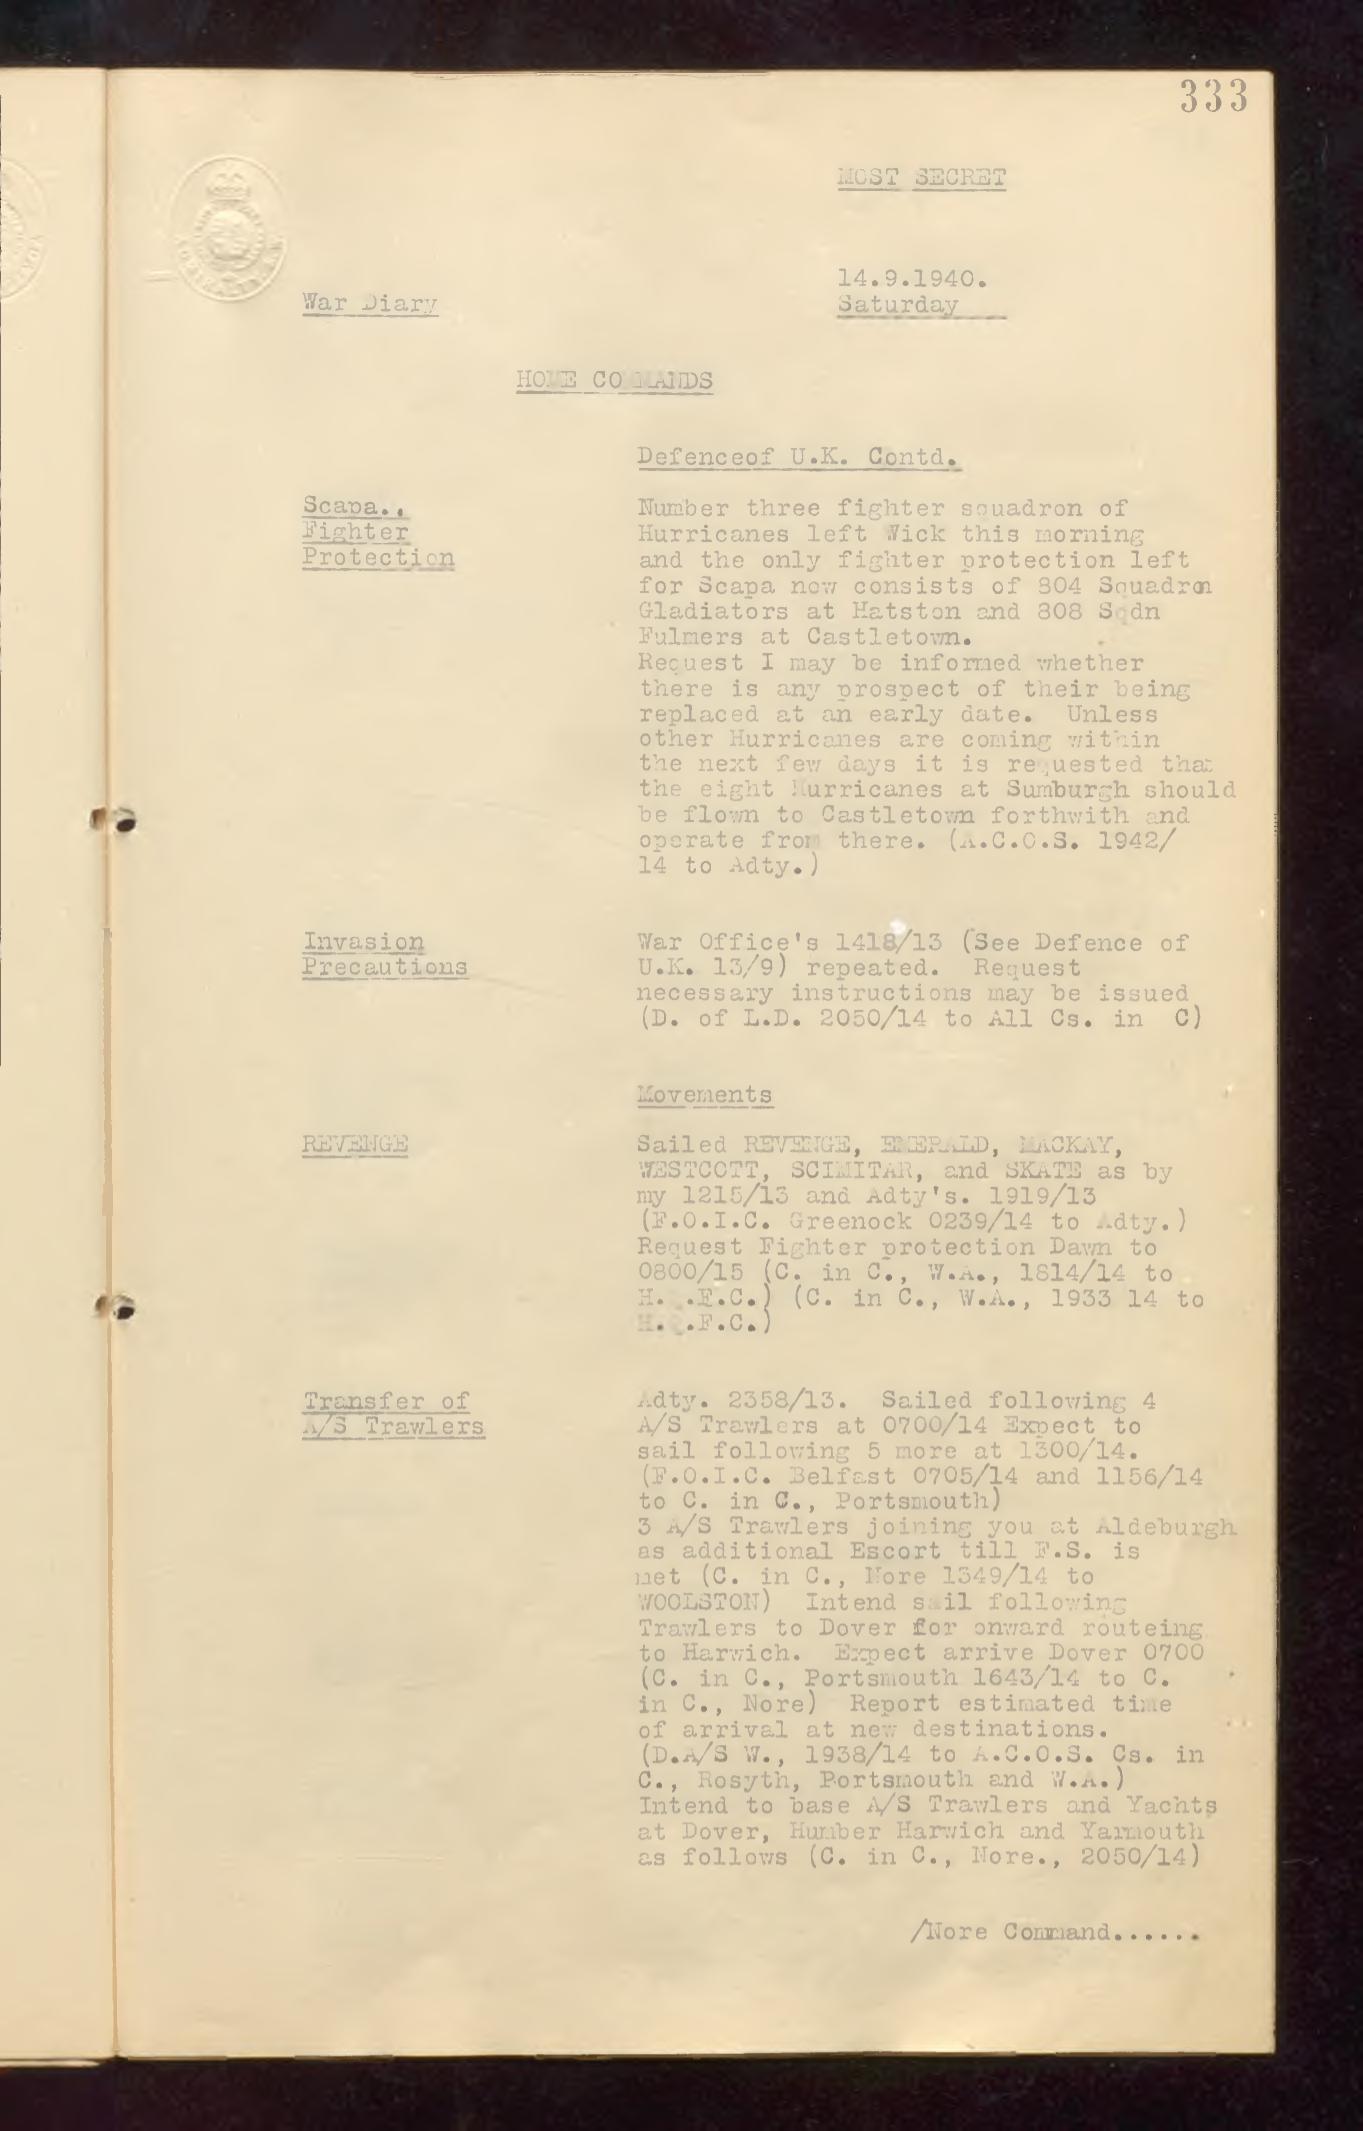 333
MOST SECRET
14.9.1940.
War Diary
Saturday
HOME COMMANDS
Defenceof U.K. Contd.
Scapa.,
Fighter
Protection
Number three fighter squadron of
Hurricanes left Wick this morning
and the only fighter protection left
for Scapa now consists of 804 Squadron
Gladiators at Hatston and 808 Sqdn
Fulmers at Castletown.
Request I may be informed whether
there is any prospect of their being
replaced at an early date. Unless
other Hurricanes are coming within
the next few days it is requested that
the eight Hurricanes at Sumburgh should
be flown to Castletown forthwith and
operate from there. (A.C.O.S. 1942/
14 to Adty.)
Invasion
Precautions
War Office's 1418/13 (See Defence of
U.K. 13/9) repeated. Request
necessary instructions may be issued
(D. of L.D. 2050/14 to All Cs. in C)
Movements
REVENGE
Sailed REVENGE, EMERALD, MACKAY,
WESTCOTT, SCIMITAR, and SKATE as by
my 1215/13 and Adty's. 1919/13
(F.O.I.C. Greenock 0239/14 to Adty.)
Request Fighter protection Dawn to
0800/15 (C. in C., W.A., 1814/14 to
H. .F.C.) (C. in C., W.A., 1933 14 to
H. .F.C.)
Transfer of
A/S Trawlers
Adty. 2358/13. Sailed following 4
A/S Trawlers at 0700/14 Expect to
sail following 5 more at 1300/14.
(F.O.I.C. Belfast 0705/14 and 1156/14
to C. in C., Portsmouth)
3 A/S Trawlers joining you at Aldeburgh
as additional Escort till F.S. is
met (C. in C., Nore 1349/14 to
WOOLSTON) Intend sail following
Trawlers to Dover for onward routeing
to Harwich. Expect arrive Dover 0700
(C. in C., Portsmouth 1643/14 to C.
in C., Nore) Report estimated time
of arrival at new destinations.
(D.A/S W., 1938/14 to A.C.O.S. Cs. in
C., Rosyth, Portsmouth and W.A.)
Intend to base A/S Trawlers and Yachts
at Dover, Humber Harwich and Yarmouth
as follows (C. in C., Nore., 2050/14)
/Nore Command......